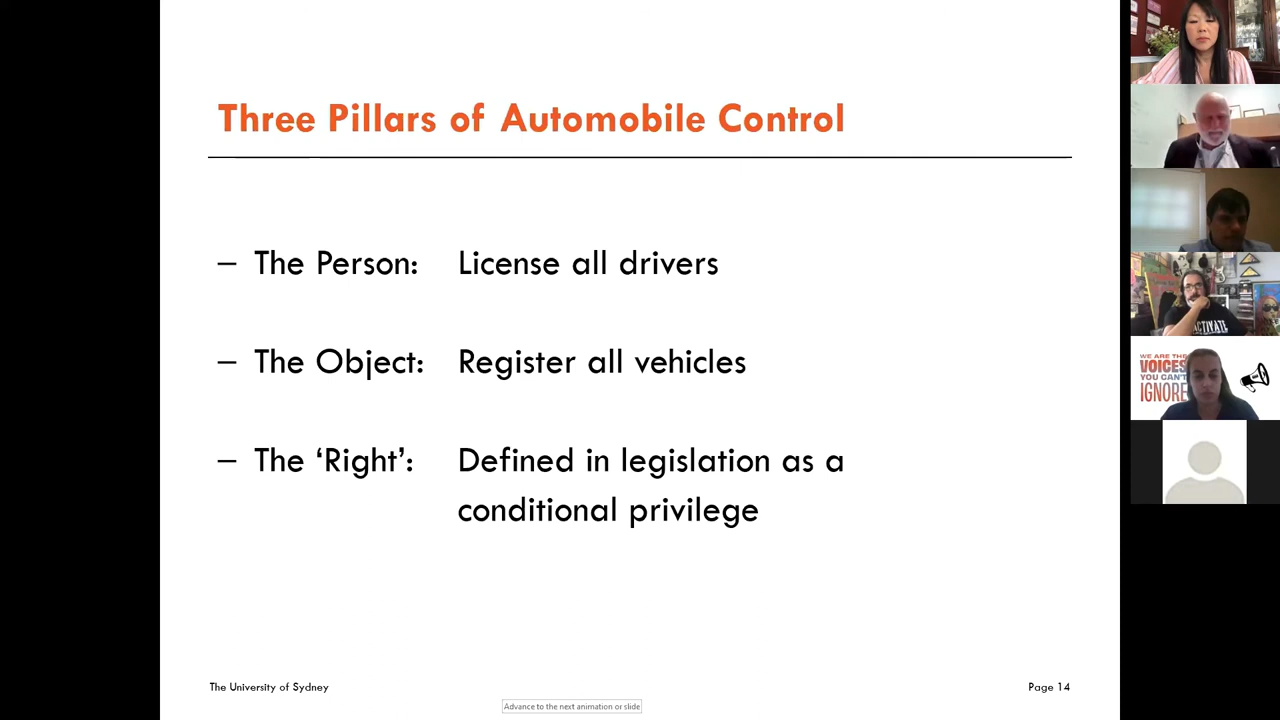 Three Pillars of Automobile Control
– The Person: License all drivers
– The Object: Register all vehicles
– The ‘Right’: Defined in legislation as a
conditional privilege
The University of Sydney
Page 14
Advance to the next animation or slide
WE ARE THE
VOICES
YOU CAN'T
IGNORE